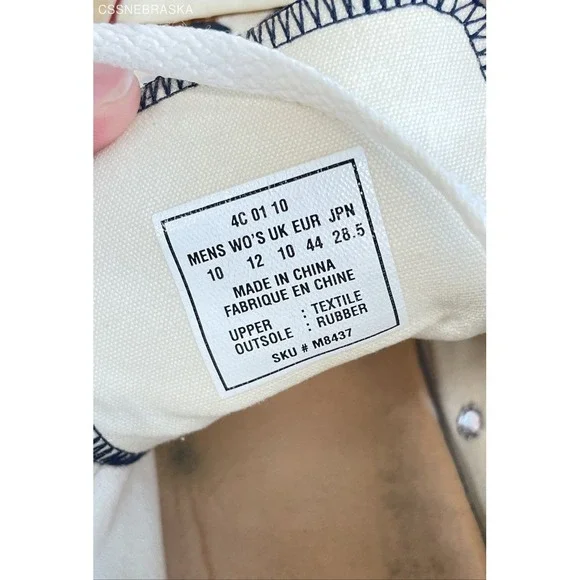 CSSNEBRASKA
4C 01 10
MENS WO'S UK EUR JPN
10 12 10 44 28.5
MADE IN CHINA
FABRIQUE EN CHINE
UPPER : TEXTILE
OUTSOLE : RUBBER
SKU # M8437